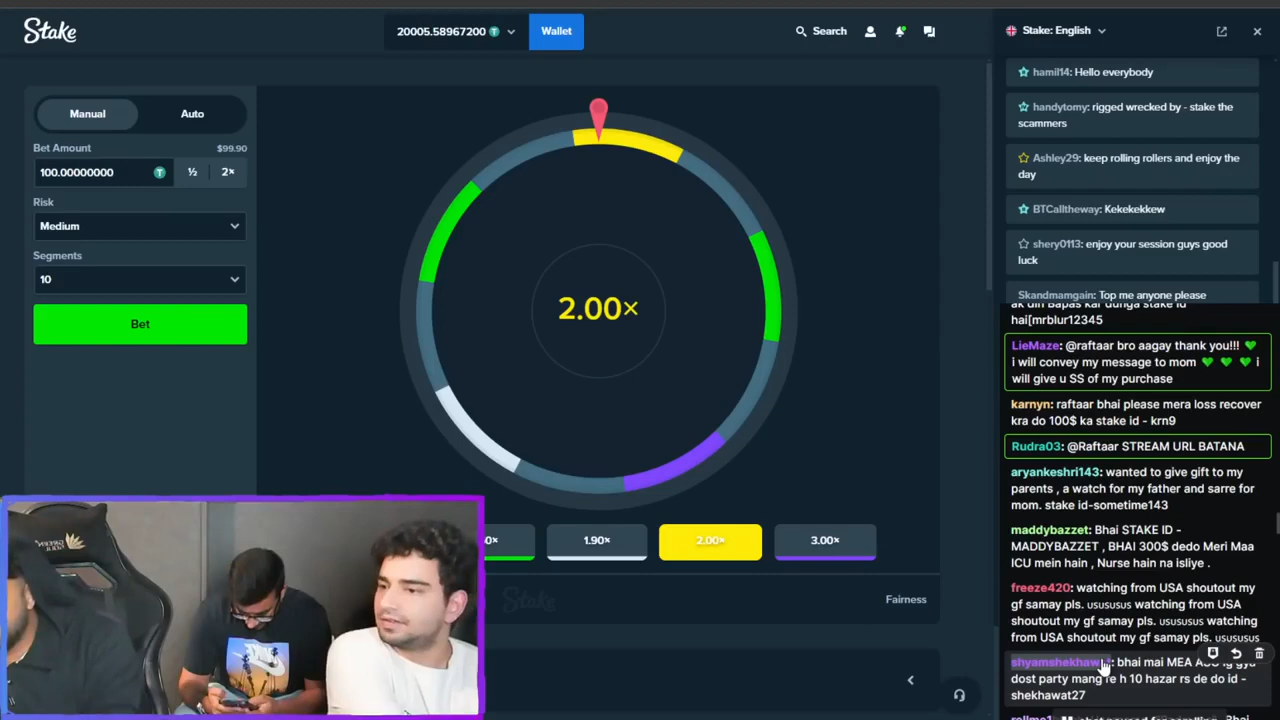 Stake
20005.58967200
Wallet
Search
Stake: English
Manual
Auto
Bet Amount
$99.90
100.00000000
½
2×
Risk
Medium
Segments
10
Bet
2.00×
1.90×
2.00×
3.00×
Stake
Fairness
hamil14: Hello everybody
handytomy: rigged wrecked by - stake the
scammers
Ashley29: keep rolling rollers and enjoy the
day
BTCalltheway: Kekekekkew
shery0113: enjoy your session guys good
luck
Skandmamgain: Top me anyone please
hai[mrblur12345
LieMaze: @raftaar bro aagay thank you!!! 💚
i will convey my message to mom 💚 💚 💚 i
will give u SS of my purchase
karnyn: raftaar bhai please mera loss recover
kra do 100$ ka stake id - krn9
Rudra03: @Raftaar STREAM URL BATANA
aryankeshri143: wanted to give gift to my
parents , a watch for my father and sarre for
mom. stake id-sometime143
maddybazzet: Bhai STAKE ID -
MADDYBAZZET , BHAI 300$ dedo Meri Maa
ICU mein hain , Nurse hain na isliye .
freeze420: watching from USA shoutout my
gf samay pls. ususususus watching from USA
shoutout my gf samay pls. ususususus watching
from USA shoutout my gf samay pls. ususususus
bhai mai MEA
dost party mang re h 10 hazar rs de do id -
shekhawat27